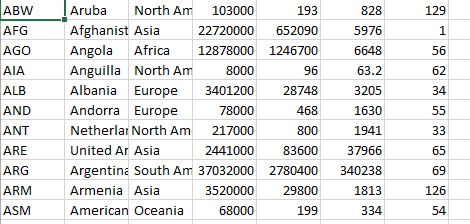 ABW Aruba North Am 103000 193 828 129
AFG Afghanist Asia 22720000 652090 5976 1
AGO Angola Africa 12878000 1246700 6648 56
AIA Anguilla North Am 8000 96 63.2 62
ALB Albania Europe 3401200 28748 3205 34
AND Andorra Europe 78000 468 1630 55
ANT Netherlar North Am 217000 800 1941 33
ARE United Ar Asia 2441000 83600 37966 65
ARG Argentina South Am 37032000 2780400 340238 69
ARM Armenia Asia 3520000 29800 1813 126
ASM American Oceania 68000 199 334 54